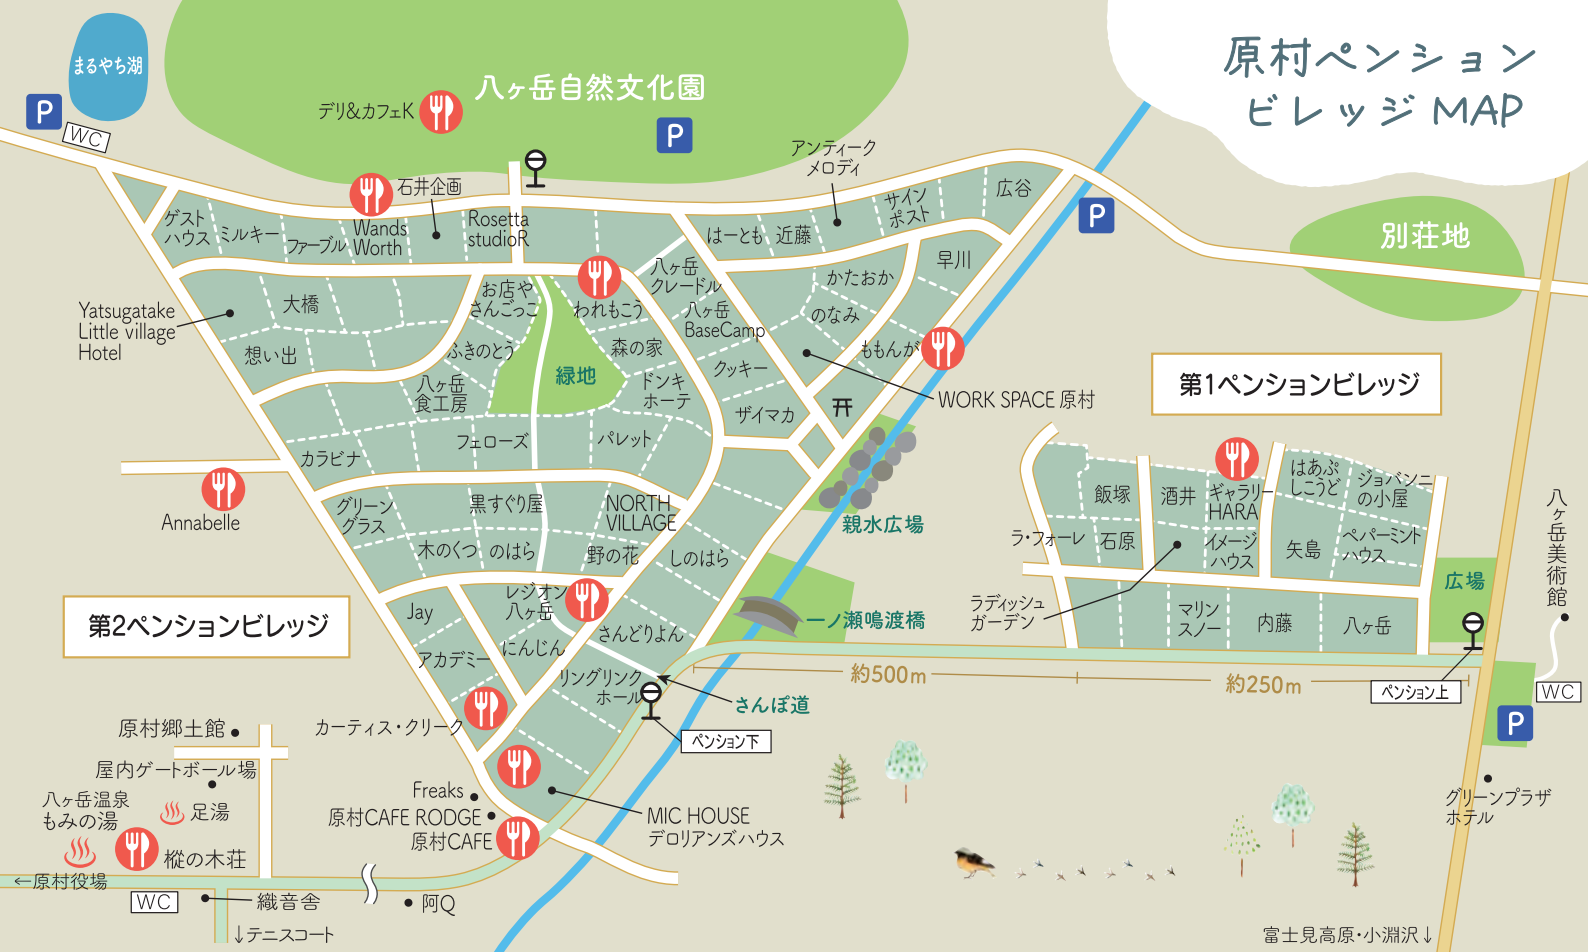 原村ペンション
ビレッジ MAP
まるやち湖
P
WC
八ヶ岳自然文化園
デリ&カフェK
P
石井企画
アンティーク
メロディ
ゲスト
ハウス
ミルキー
ファーブル
Wands
Worth
Rosetta
studioR
はーとも
近藤
サイン
ポスト
広谷
P
別荘地
早川
かたおか
のなみ
ももんが
八ヶ岳
クレードル
八ヶ岳
BaseCamp
われもこう
お店や
さんごっこ
大橋
Yatsugatake
Little village
Hotel
想い出
ふきのとう
緑地
森の家
ドンキ
ホーテ
クッキー
ザイマカ
八ヶ岳
食工房
フェローズ
パレット
カラビナ
WORK SPACE 原村
第1ペンションビレッジ
Annabelle
グリーン
グラス
黒すぐり屋
NORTH
VILLAGE
木のくつ
のはら
野の花
しのはら
親水広場
飯塚
酒井
ギャラリー
HARA
はあぷ
しこうど
ジョバンニ
の小屋
ラ・フォーレ
石原
イメージ
ハウス
矢島
ペパーミント
ハウス
八ヶ岳美術館
第2ペンションビレッジ
Jay
レジオン
八ヶ岳
さんどりよん
一ノ瀬鳴渡橋
ラディッシュ
ガーデン
マリン
スノー
内藤
八ヶ岳
広場
アカデミー
にんじん
リングリンク
ホール
約500m
約250m
ペンション上
WC
P
さんぽ道
ペンション下
カーティス・クリーク
原村郷土館
屋内ゲートボール場
八ヶ岳温泉
もみの湯
足湯
樅の木荘
←原村役場
WC
織音舎
↓テニスコート
阿Q
Freaks
原村CAFE RODGE
原村CAFE
MIC HOUSE
デロリアンズハウス
グリーンプラザ
ホテル
富士見高原・小淵沢↓